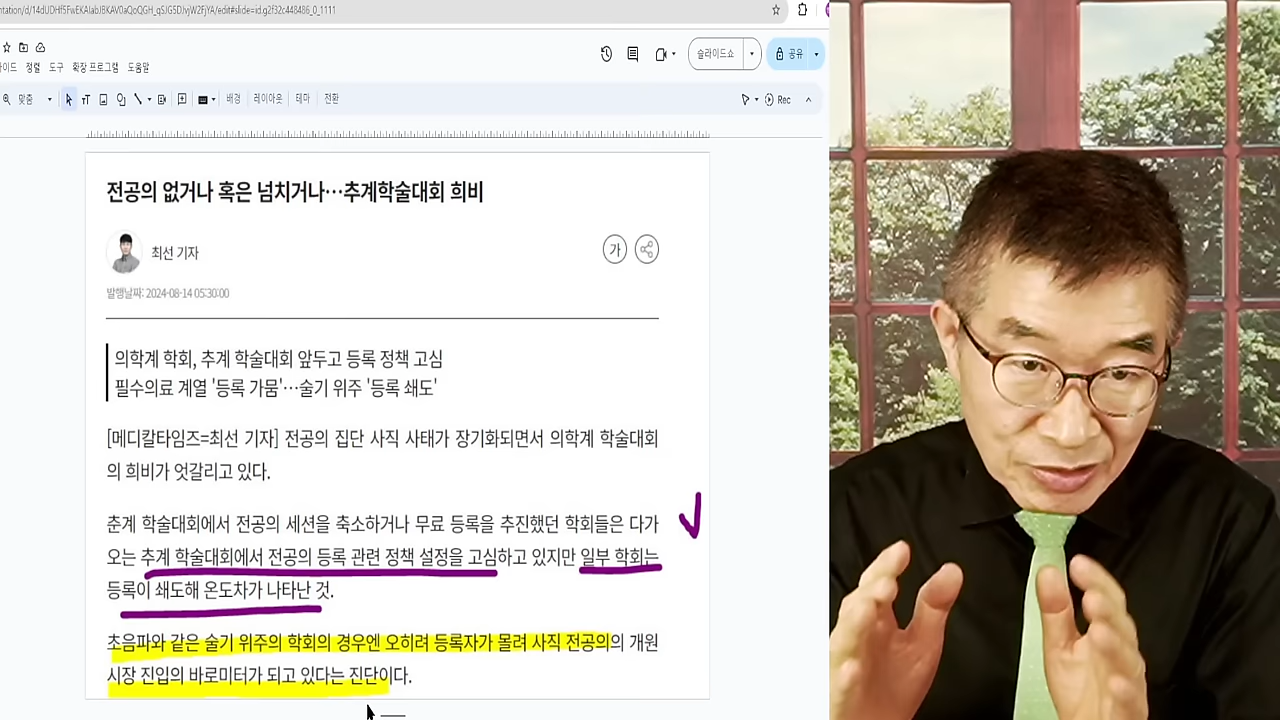 entation/d/14dUDHf5FwEKAlabJBKAV0aQoQGH_qSJG5DJvjW2FjYA/edit#slide=id.g2f32c448486_0_1111
라이드 정렬 도구 확장 프로그램 도움말
슬라이드쇼
공유
맞춤
배경 레이아웃 테마 전환
Rec
전공의 없거나 혹은 넘치거나…추계학술대회 희비
최선 기자
가
발행날짜: 2024-08-14 05:30:00
의학계 학회, 추계 학술대회 앞두고 등록 정책 고심
필수의료 계열 '등록 가뭄'…술기 위주 '등록 쇄도'
[메디칼타임즈=최선 기자] 전공의 집단 사직 사태가 장기화되면서 의학계 학술대회
의 희비가 엇갈리고 있다.
춘계 학술대회에서 전공의 세션을 축소하거나 무료 등록을 추진했던 학회들은 다가
오는 추계 학술대회에서 전공의 등록 관련 정책 설정을 고심하고 있지만 일부 학회는
등록이 쇄도해 온도차가 나타난 것.
초음파와 같은 술기 위주의 학회의 경우엔 오히려 등록자가 몰려 사직 전공의의 개원
시장 진입의 바로미터가 되고 있다는 진단이다.